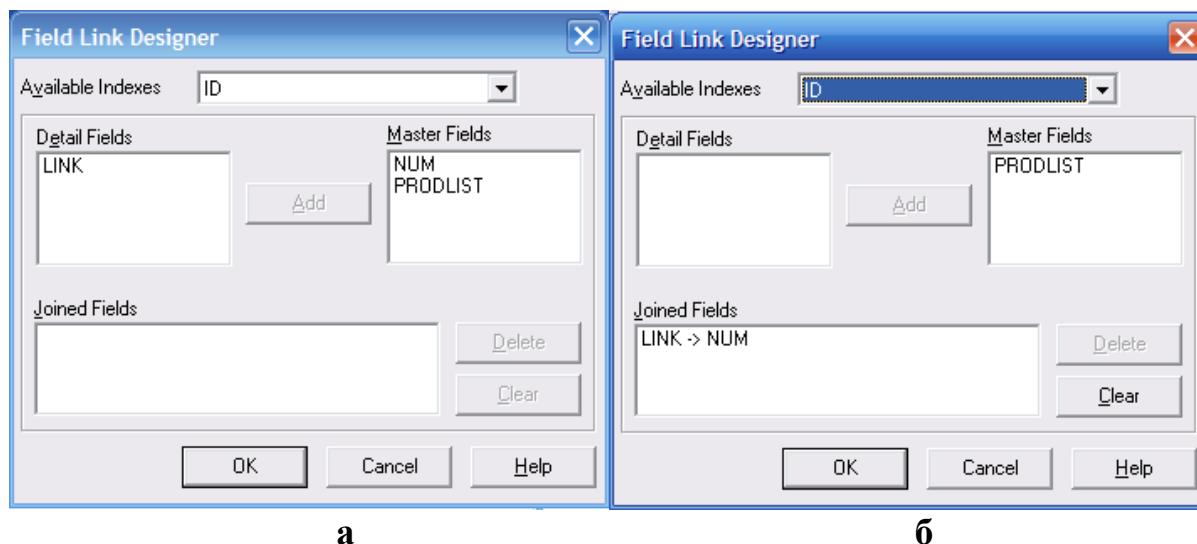 Field Link Designer
Available Indexes ID
Detail Fields Master Fields
LINK NUM
PRODLIST
Add
Joined Fields
Delete
Clear
OK Cancel Help
а
Field Link Designer
Available Indexes ID
Detail Fields Master Fields
PRODLIST
Add
Joined Fields
LINK -> NUM
Delete
Clear
OK Cancel Help
б